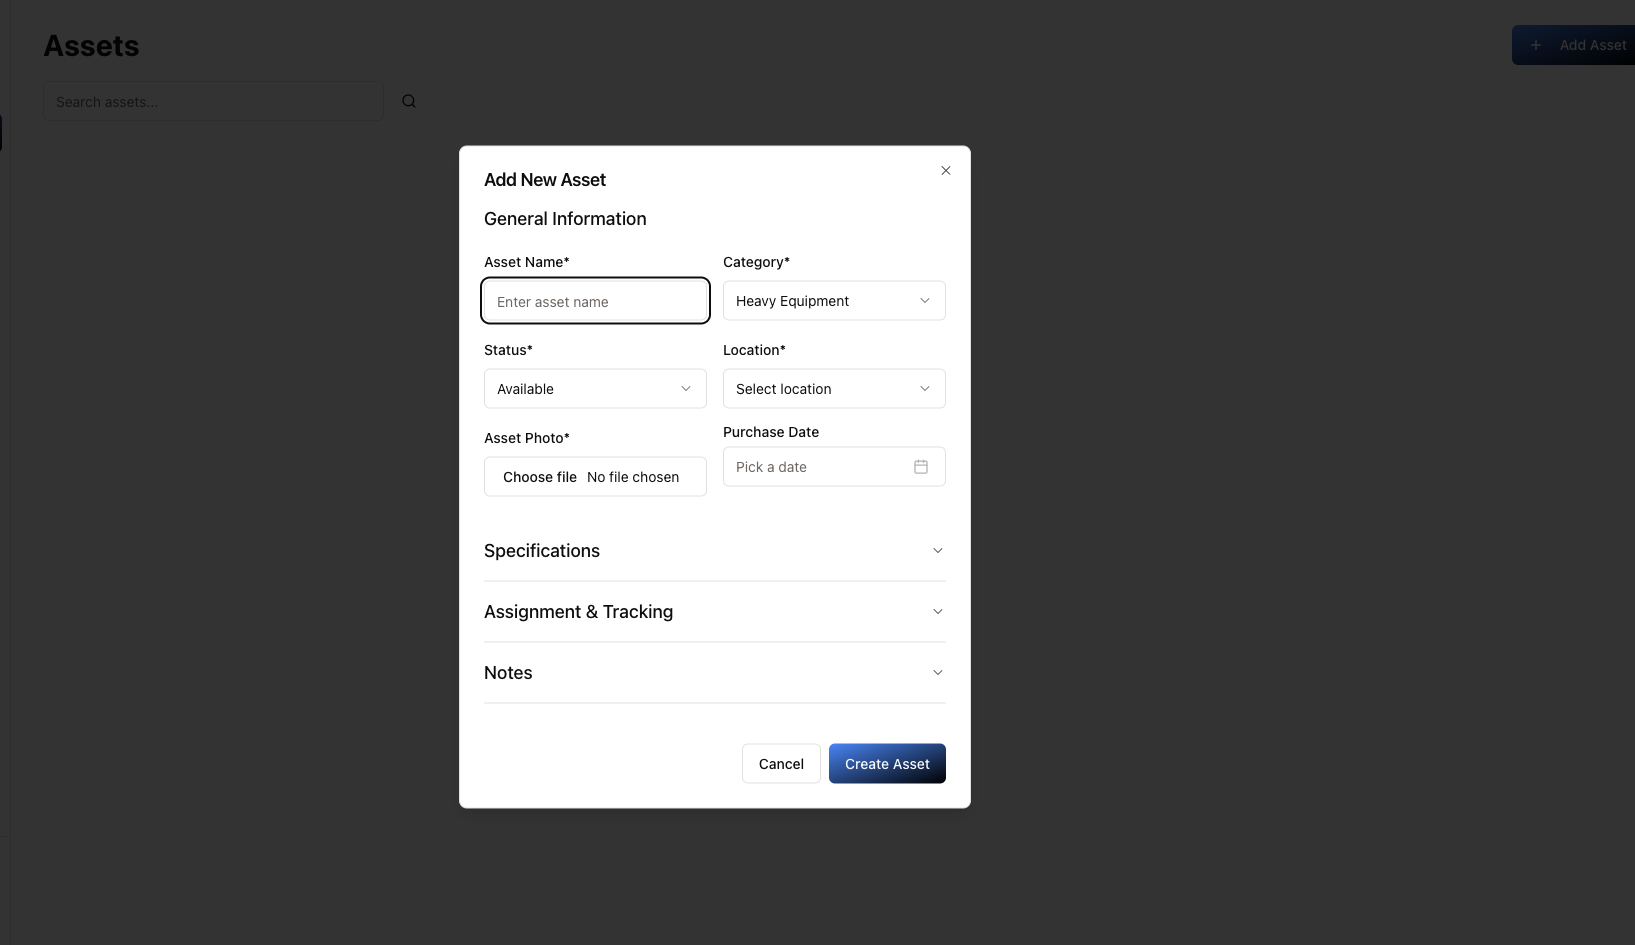 Assets
+ Add Asset
Search assets...
Add New Asset
General Information
Asset Name*
Category*
Enter asset name
Heavy Equipment
Status*
Location*
Available
Select location
Asset Photo*
Purchase Date
Choose file No file chosen
Pick a date
Specifications
Assignment & Tracking
Notes
Cancel
Create Asset